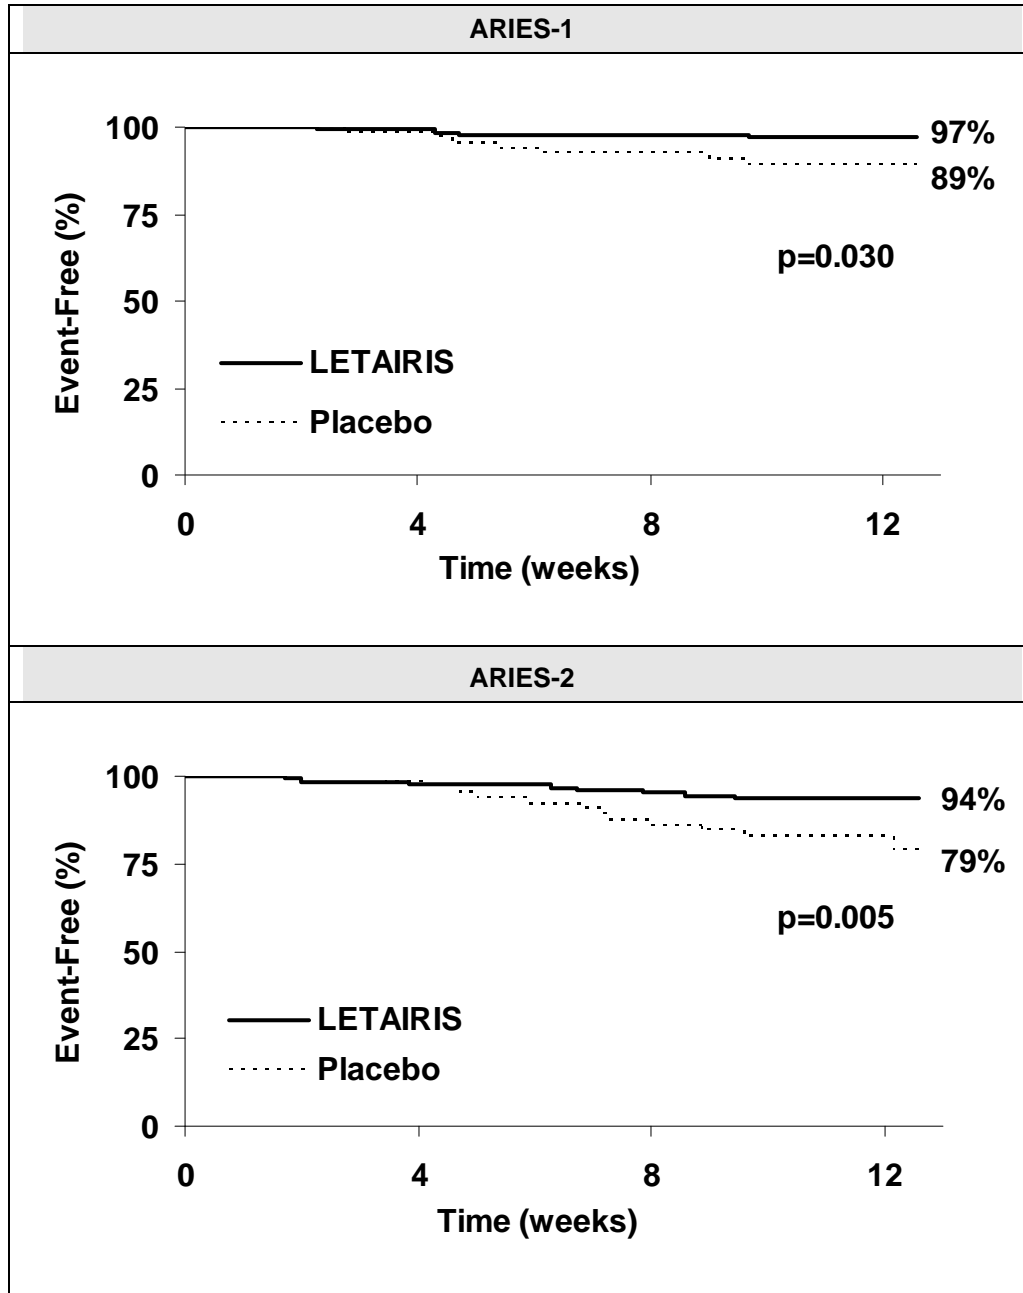 ARIES-1
100
75
50
25
0
Event-Free (%)
97%
89%
p=0.030
LETAIRIS
Placebo
0 4 8 12
Time (weeks)
ARIES-2
100
75
50
25
0
Event-Free (%)
94%
79%
p=0.005
LETAIRIS
Placebo
0 4 8 12
Time (weeks)